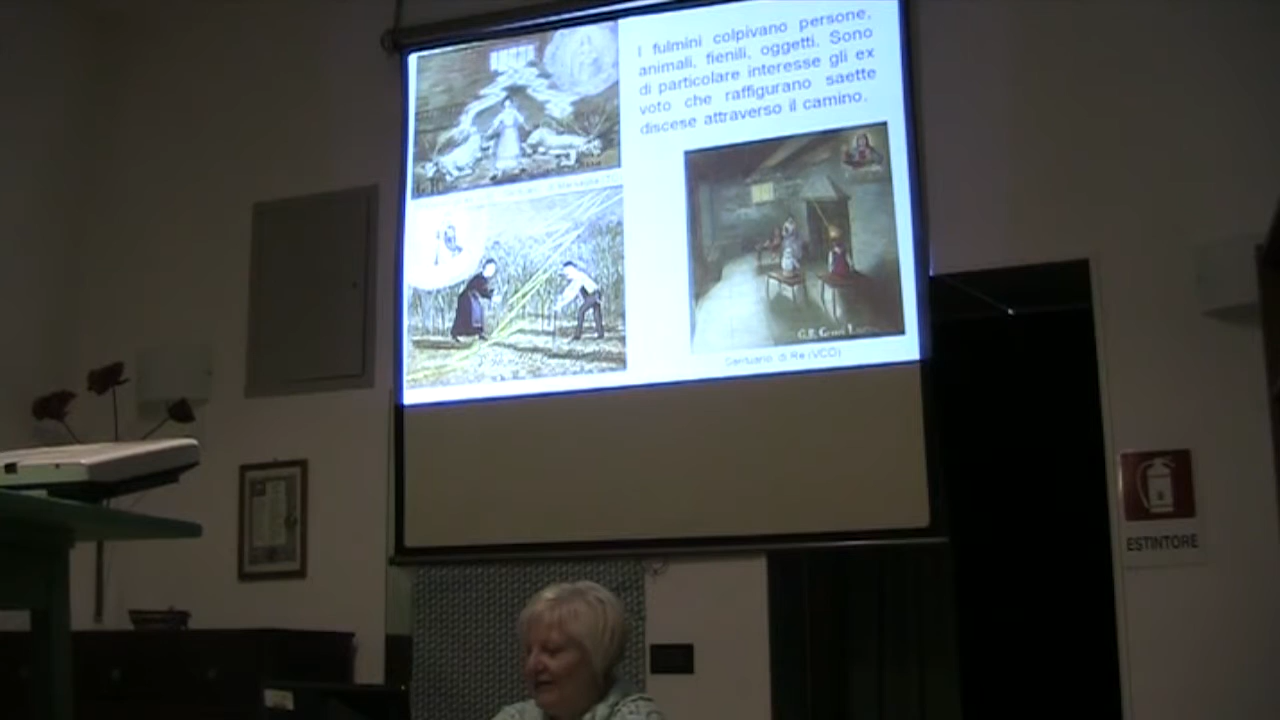 I fulmini colpivano persone,
animali, fienili, oggetti. Sono
di particolare interesse gli ex
voto che raffigurano saette
discese attraverso il camino.
Santuario di Re (VCO)
ESTINTORE